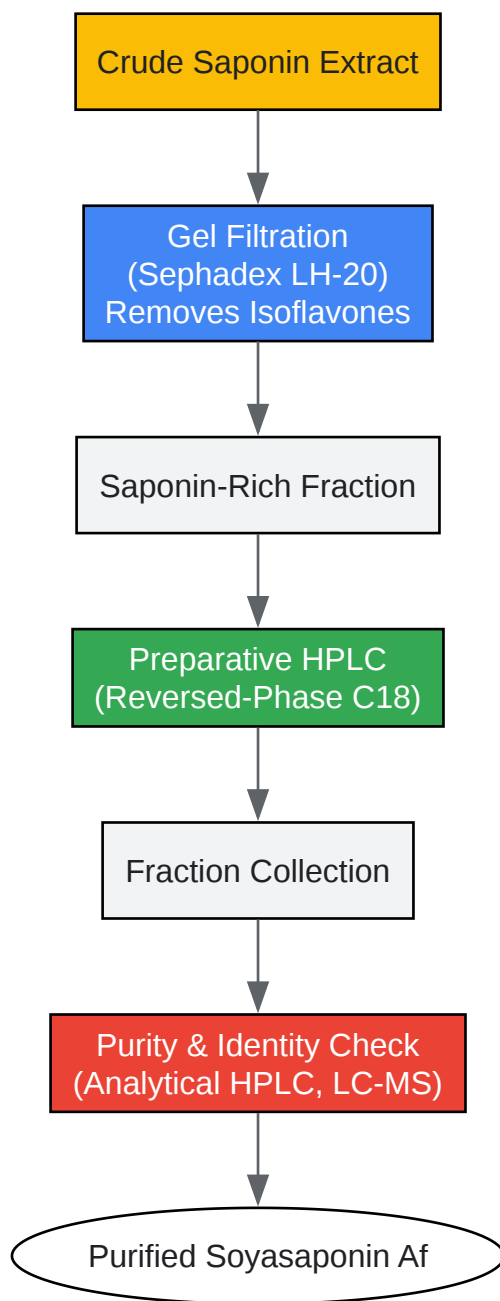 Crude Saponin Extract
Gel Filtration
(Sephadex LH-20)
Removes Isoflavones
Saponin-Rich Fraction
Preparative HPLC
(Reversed-Phase C18)
Fraction Collection
Purity & Identity Check
(Analytical HPLC, LC-MS)
Purified Soyasaponin Af